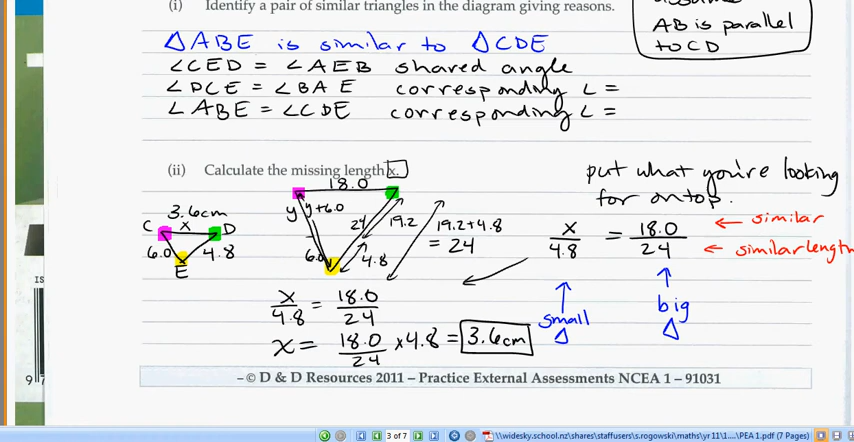 (i) Identify a pair of similar triangles in the diagram giving reasons.
AB is parallel
to CD
△ABE is similar to △CDE
∠CED = ∠AEB shared angle
∠DCE = ∠BAE corresponding ∠ =
∠ABE = ∠CDE corresponding ∠ =
(ii) Calculate the missing length x.
put what you're looking
for on top.
18.0
y
y+6.0
24
19.2
6.0
4.8
19.2+4.8
= 24
3.6cm
C
x
D
6.0
4.8
E
x/4.8 = 18.0/24
← similar
← similar length
small
△
big
△
x/4.8 = 18.0/24
x = 18.0/24 × 4.8 = 3.6cm
IS
9
– © D & D Resources 2011 – Practice External Assessments NCEA 1 – 91031
3 of 7
\\widesky.school.nz\shares\staffusers\s.rogowski\maths\yr 11\1....\PEA 1.pdf (7 Pages)